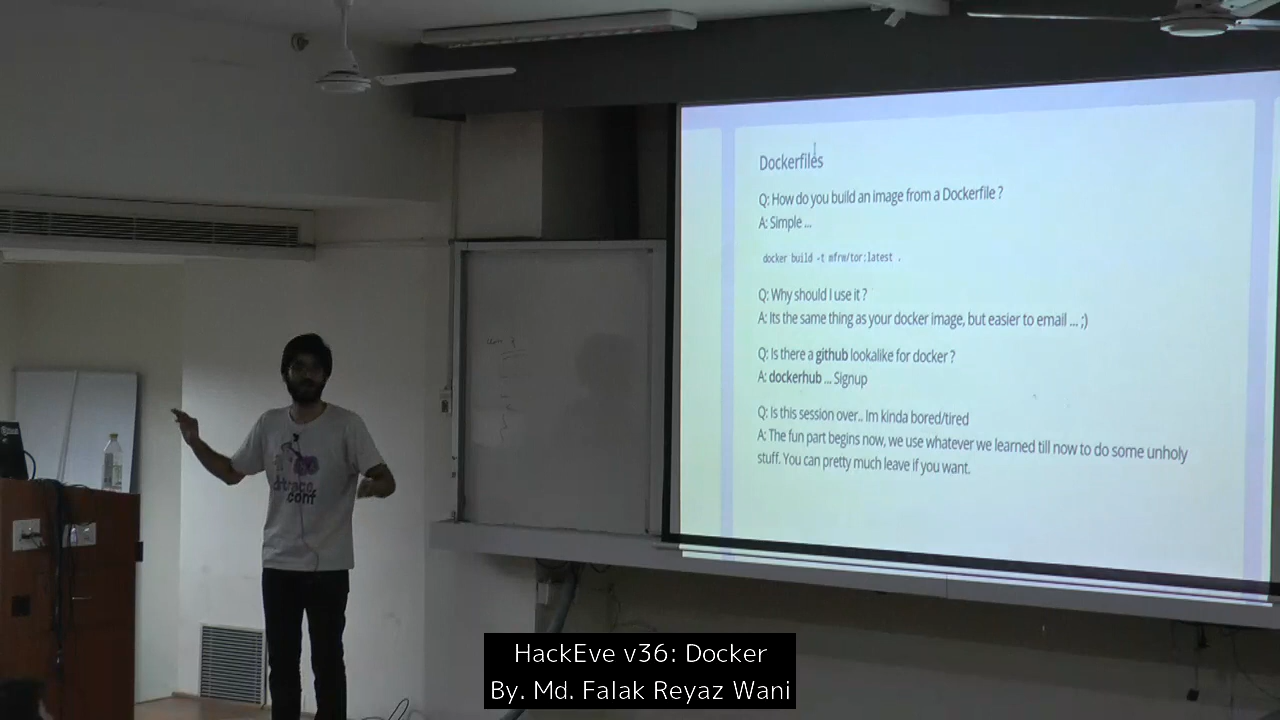 Dockerfiles
Q: How do you build an image from a Dockerfile ?
A: Simple ...
docker build -t mfrw/tor:latest .
Q: Why should I use it ?
A: Its the same thing as your docker image, but easier to email ... ;)
Q: Is there a github lookalike for docker ?
A: dockerhub ... Signup
Q: Is this session over.. Im kinda bored/tired
A: The fun part begins now, we use whatever we learned till now to do some unholy
stuff. You can pretty much leave if you want.
dtrace
conf
HackEve v36: Docker
By. Md. Falak Reyaz Wani